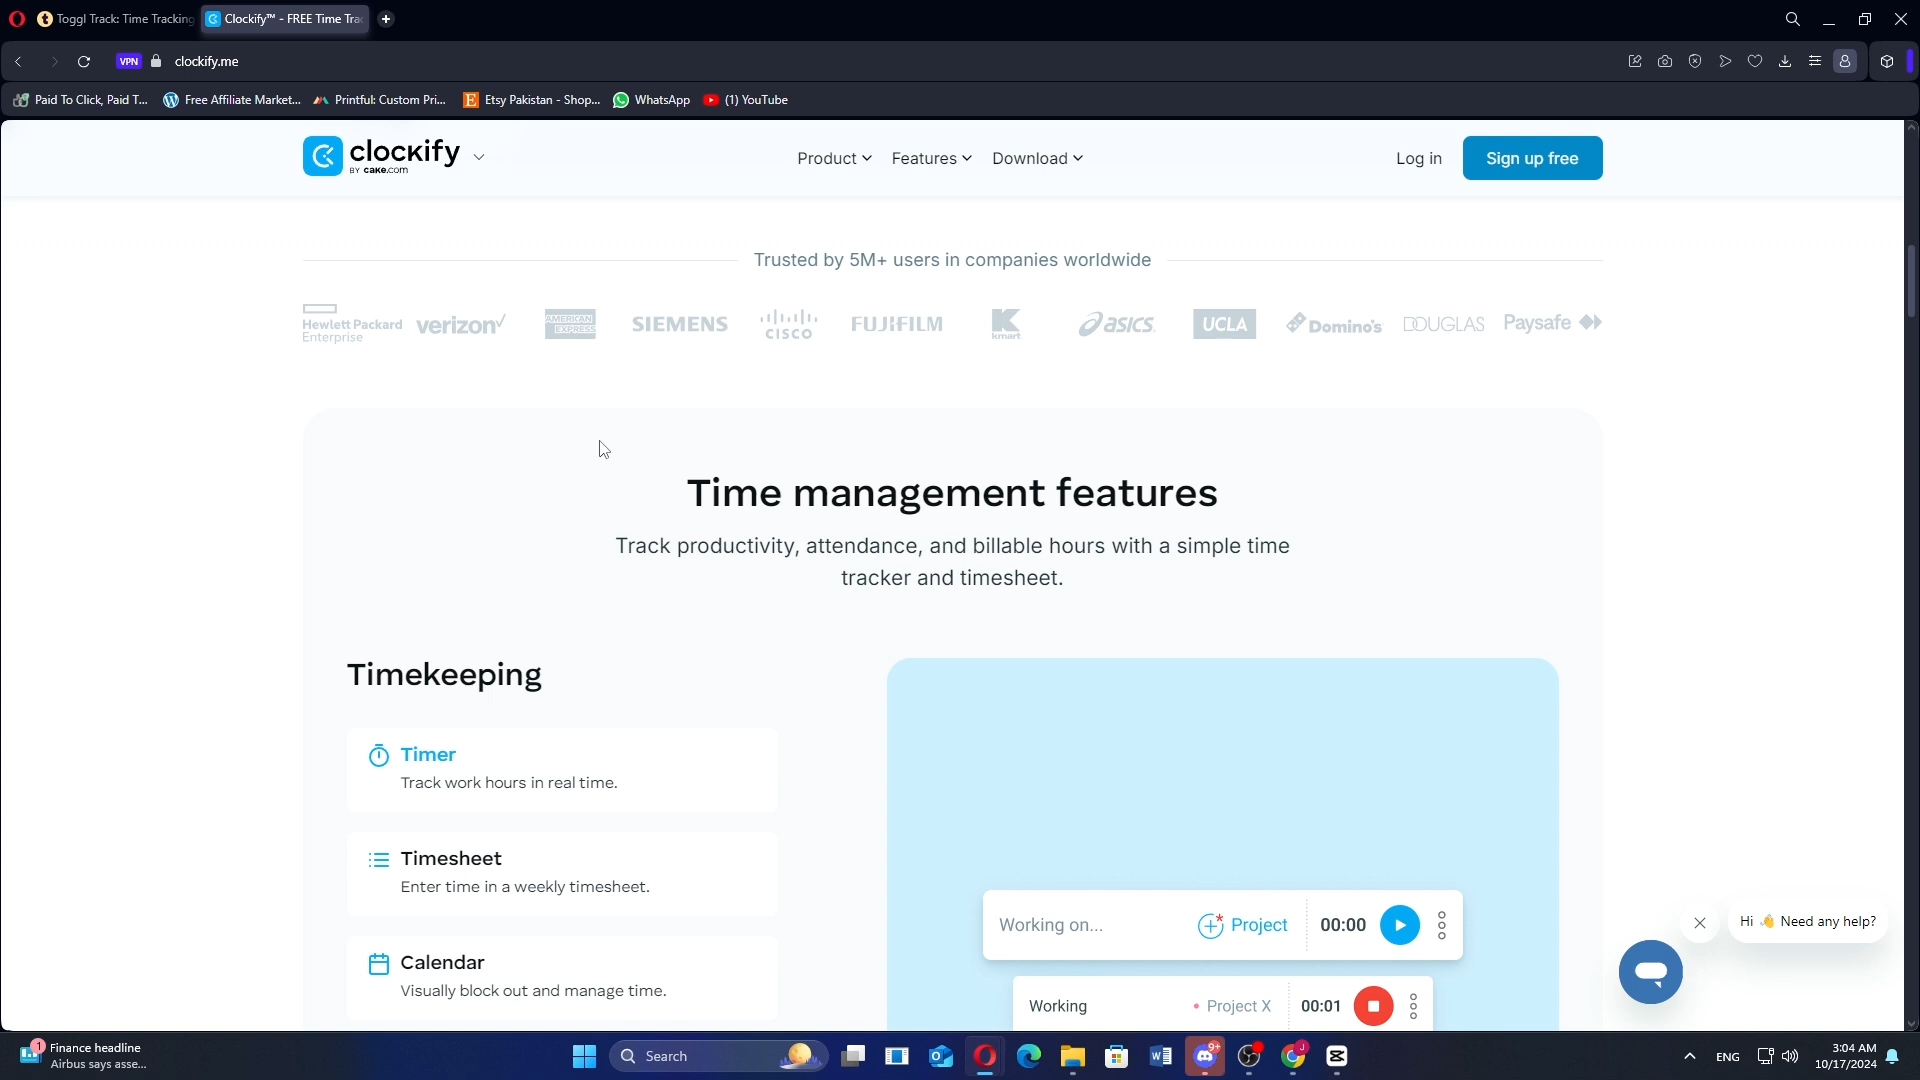 Toggl Track: Time Tracking
Clockify™ - FREE Time Tra
VPN
clockify.me
Paid To Click, Paid T...
Free Affiliate Market...
Printful: Custom Pri...
Etsy Pakistan - Shop...
WhatsApp
(1) YouTube
clockify
BY cake.com
Product
Features
Download
Log in
Sign up free
Trusted by 5M+ users in companies worldwide
Hewlett Packard
Enterprise
verizon
AMERICAN
EXPRESS
SIEMENS
CISCO
FUJIFILM
kmart
asics
UCLA
Domino's
DOUGLAS
Paysafe
Time management features
Track productivity, attendance, and billable hours with a simple time
tracker and timesheet.
Timekeeping
Timer
Track work hours in real time.
Timesheet
Enter time in a weekly timesheet.
Calendar
Visually block out and manage time.
Working on...
Project
00:00
Working
Project X
00:01
Hi 👋 Need any help?
1
Finance headline
Airbus says asse...
Search
9+
J
ENG
3:04 AM
10/17/2024